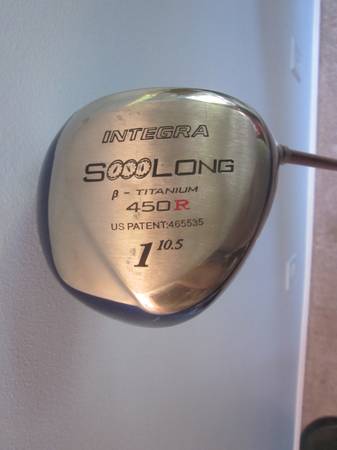 INTEGRA
SOOOLONG
β - TITANIUM
450R
US PATENT:465535
1 10.5